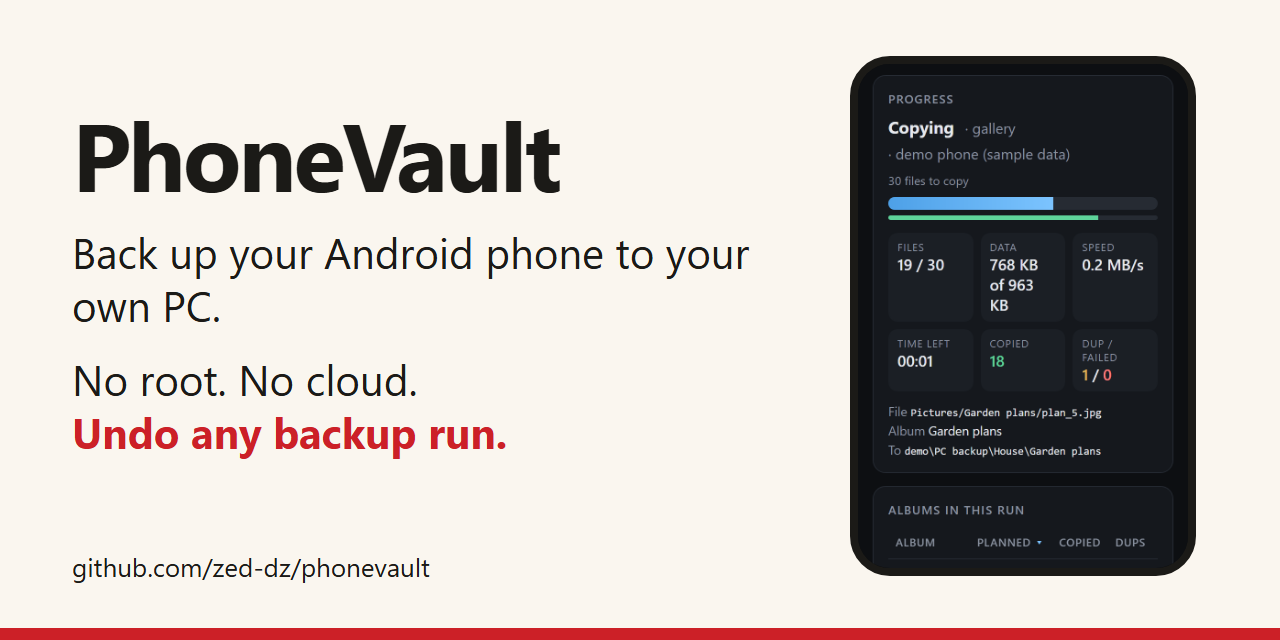 PhoneVault
Back up your Android phone to your
own PC.
No root. No cloud.
Undo any backup run.
github.com/zed-dz/phonevault
PROGRESS
Copying · gallery
· demo phone (sample data)
30 files to copy
FILES
19 / 30
DATA
768 KB
of 963
KB
SPEED
0.2 MB/s
TIME LEFT
00:01
COPIED
18
DUP /
FAILED
1 / 0
File Pictures/Garden plans/plan_5.jpg
Album Garden plans
To demo\PC backup\House\Garden plans
ALBUMS IN THIS RUN
ALBUM PLANNED ▾ COPIED DUPS